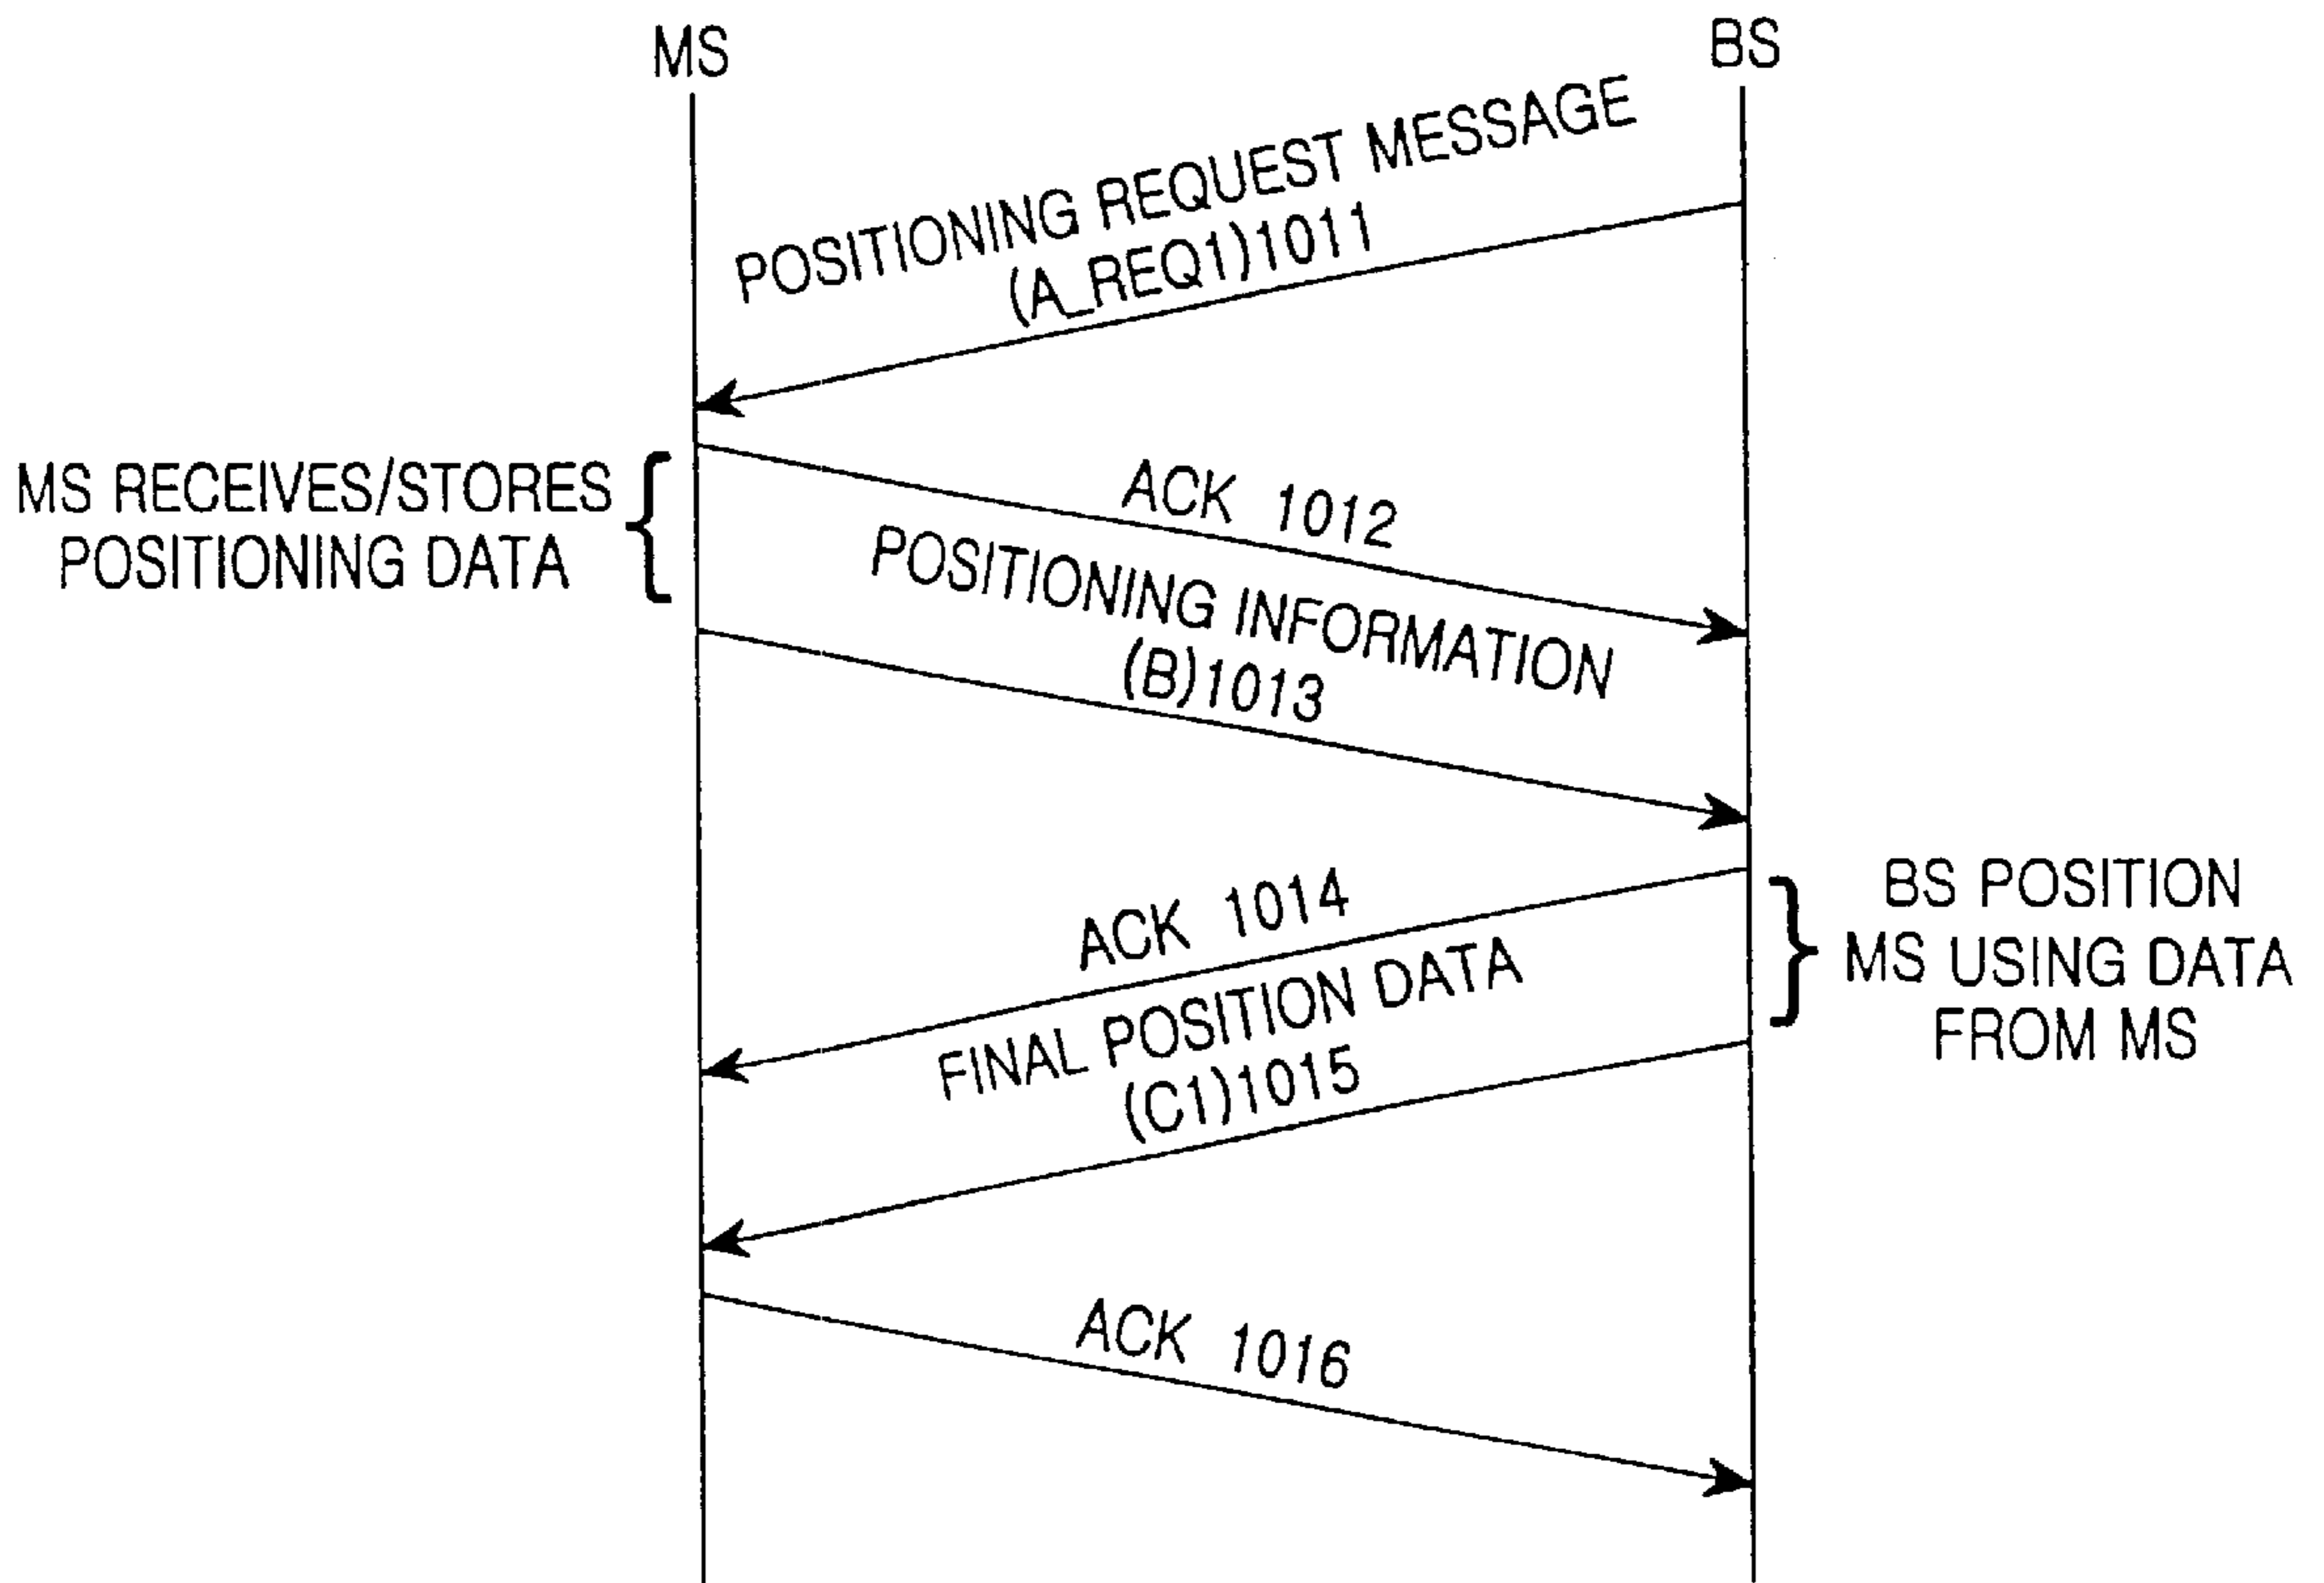 MS
BS
POSITIONING REQUEST MESSAGE
(A_REQ1)1011
MS RECEIVES/STORES
POSITIONING DATA
ACK 1012
POSITIONING INFORMATION
(B)1013
ACK 1014
BS POSITION
MS USING DATA
FROM MS
FINAL POSITION DATA
(C1)1015
ACK 1016